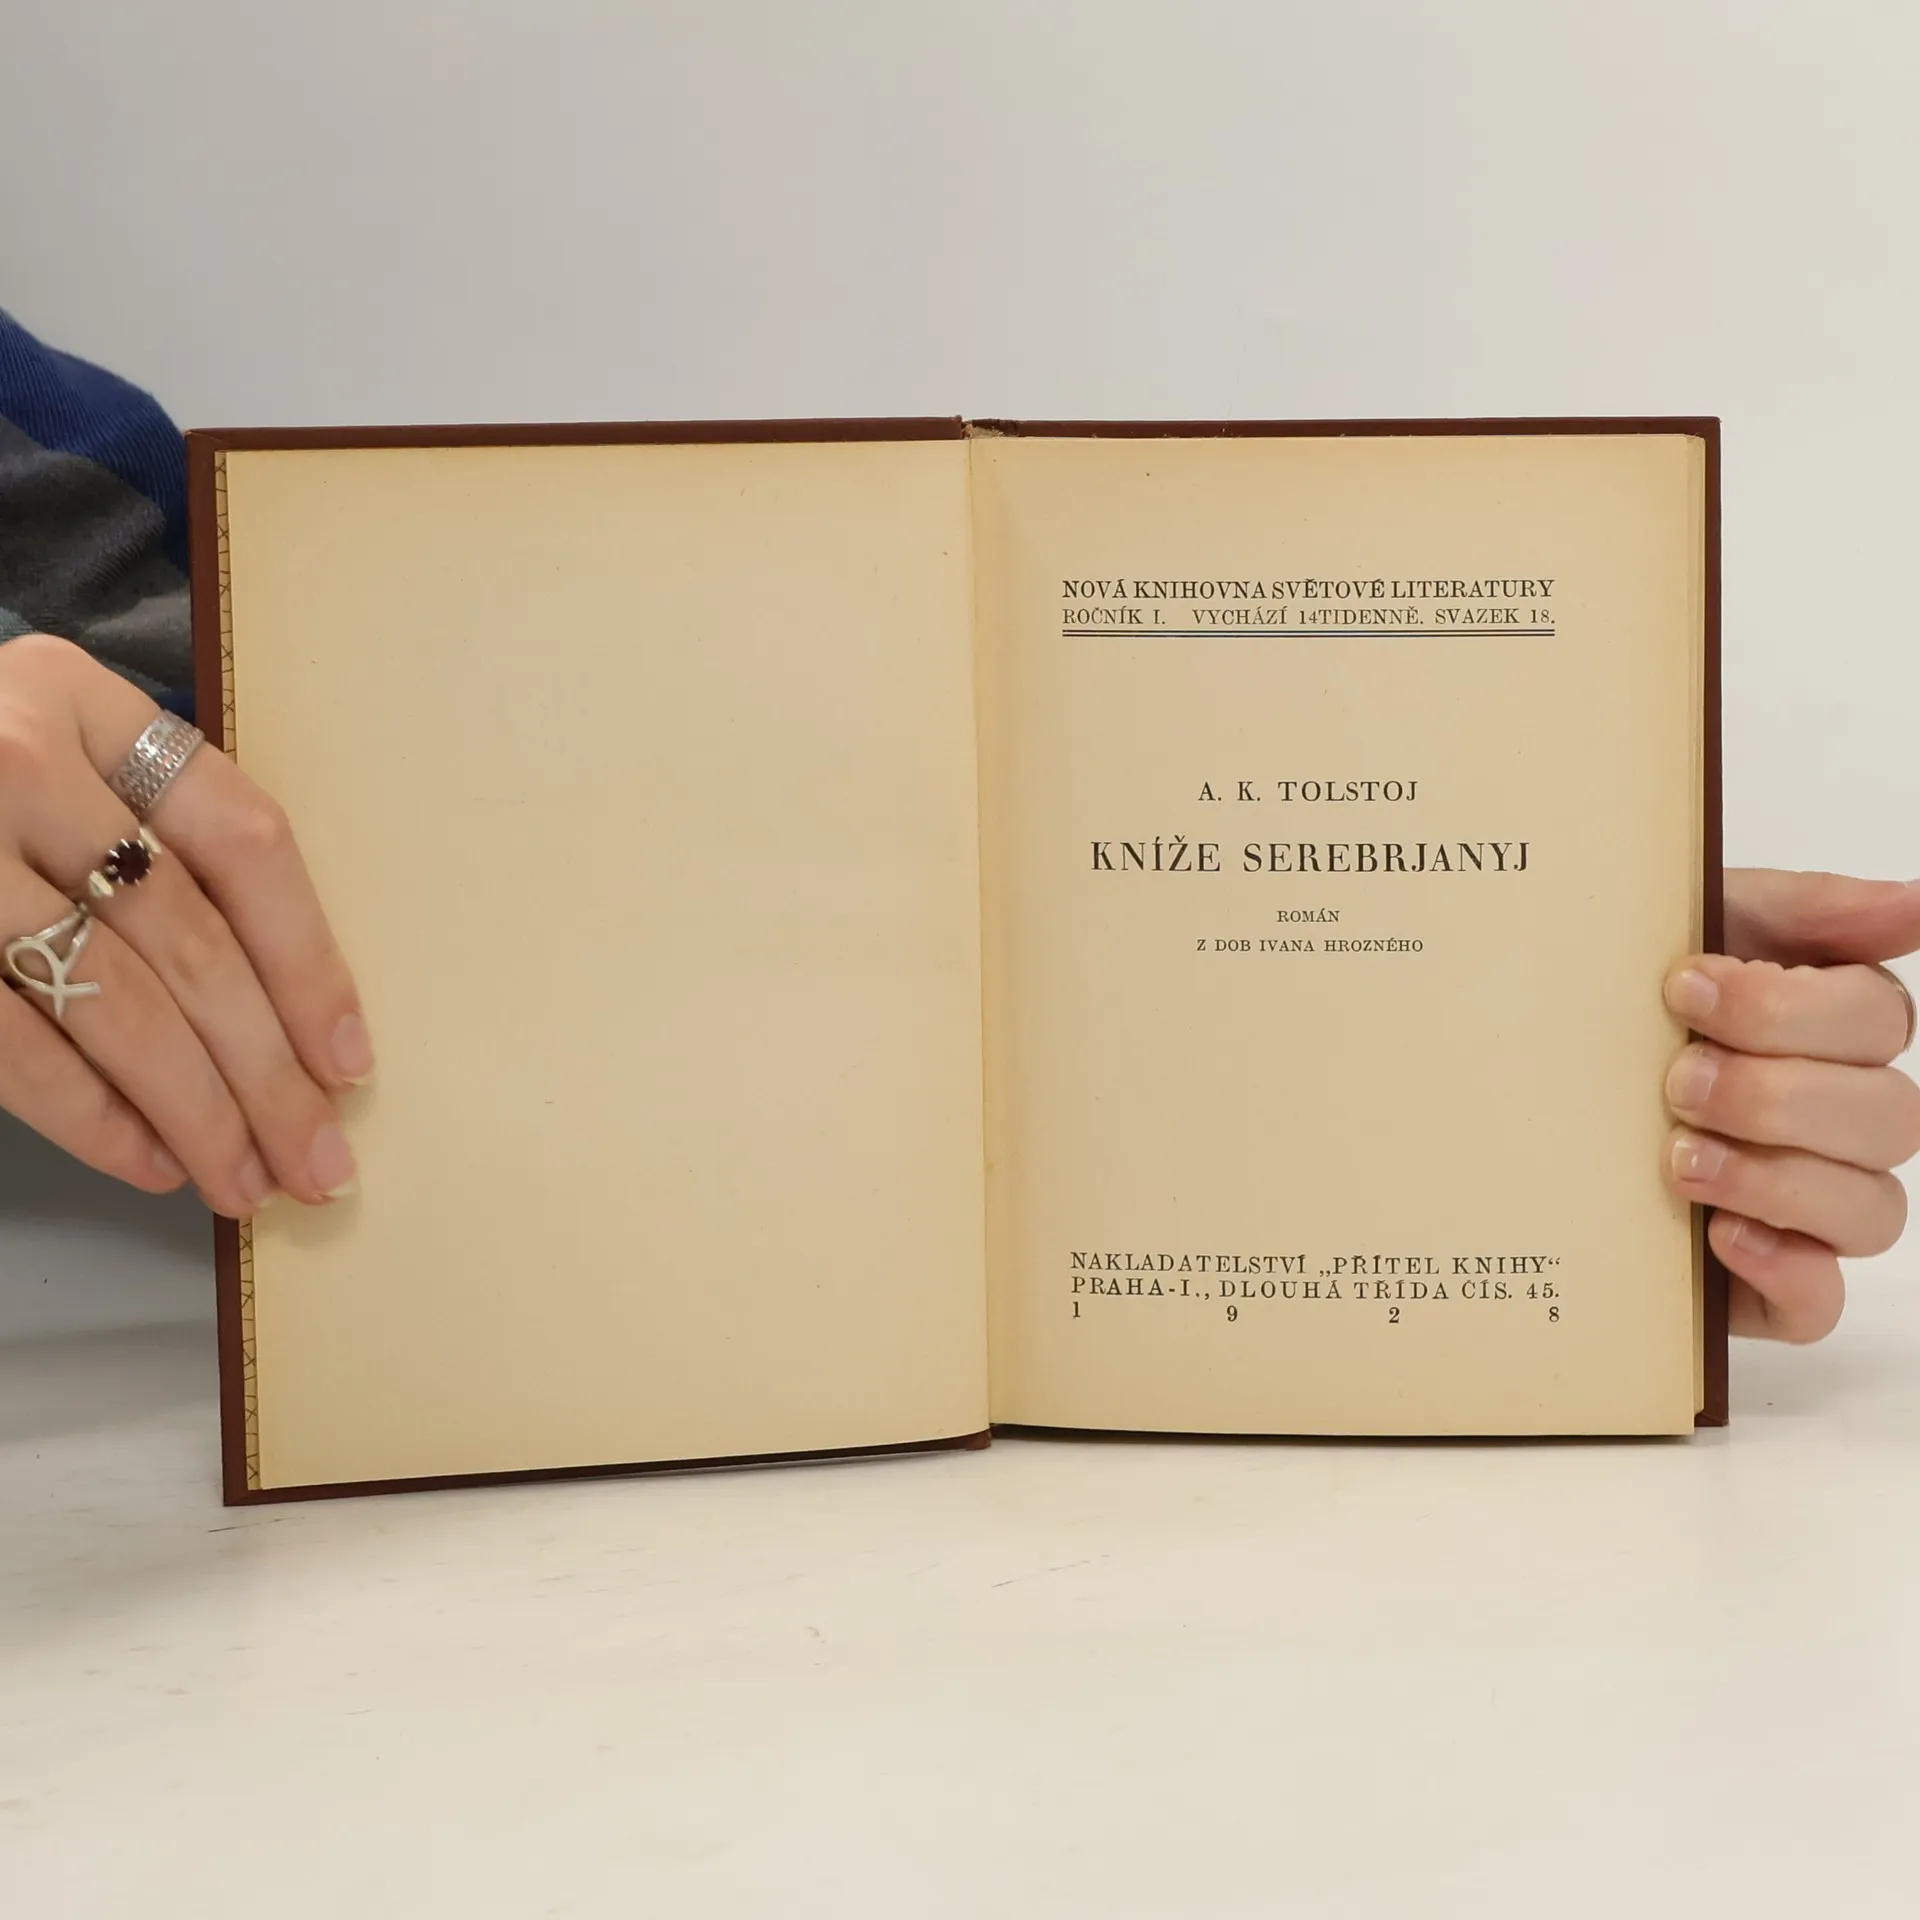 NOVÁ KNIHOVNA SVĚTOVÉ LITERATURY
ROČNÍK I. VYCHÁZÍ 14TIDENNĚ. SVAZEK 18.
A. K. TOLSTOJ
KNÍŽE SEREBRJANYJ
ROMÁN
Z DOB IVANA HROZNÉHO
NAKLADATELSTVÍ „PŘÍTEL KNIHY“
PRAHA-I., DLOUHÁ TŘÍDA ČÍS. 45.
1 9 2 8